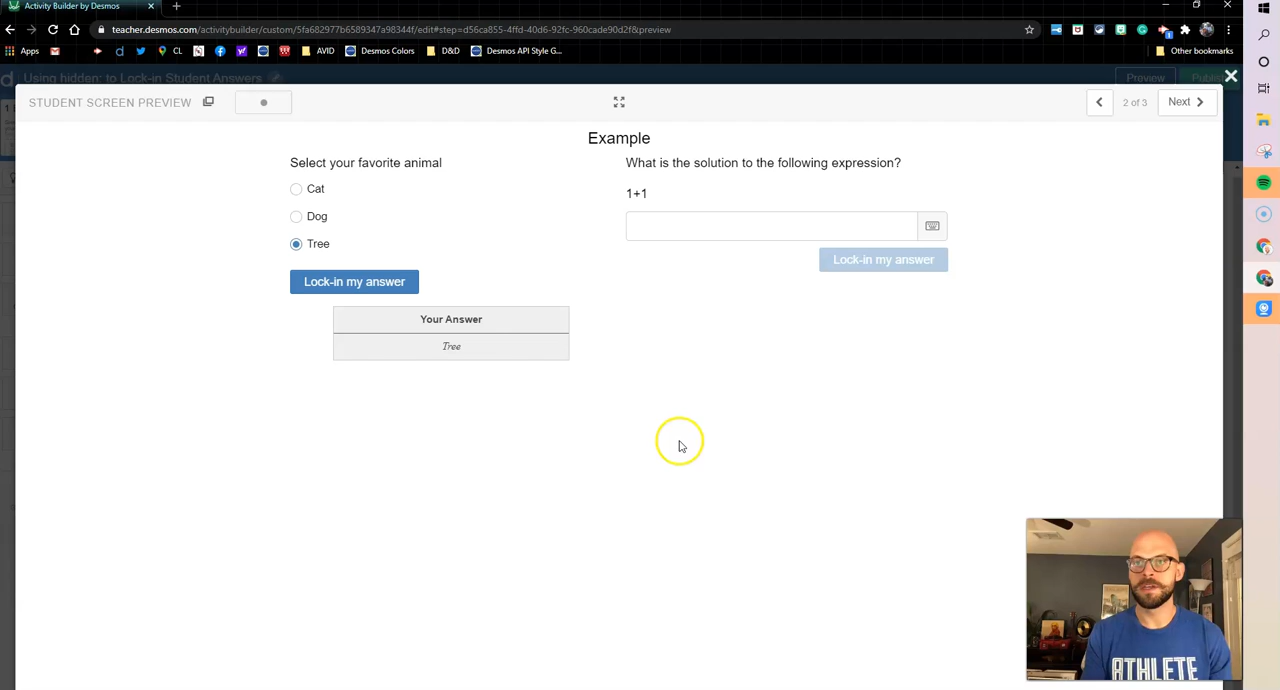 Activity Builder by Desmos
teacher.desmos.com/activitybuilder/custom/5fa682977b6589347a98344f/edit#step=d56ca855-4ffd-40d6-92fc-960cade90d2f&preview
Apps
CL
AVID
Desmos Colors
D&D
Desmos API Style G...
Other bookmarks
Using hidden: to Lock-in Student Answers
Preview
STUDENT SCREEN PREVIEW
2 of 3
Next
Example
Select your favorite animal
Cat
Dog
Tree
Lock-in my answer
Your Answer
Tree
What is the solution to the following expression?
1+1
Lock-in my answer
ATHLETE